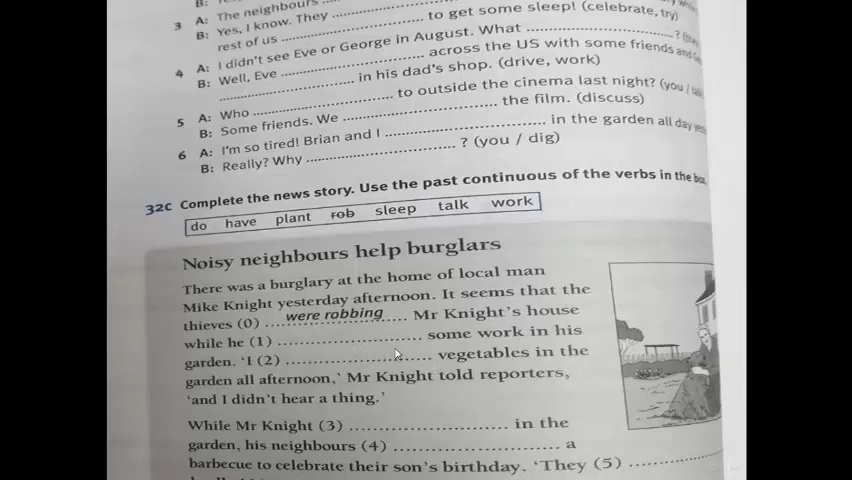 B:
3 A: The neighbours
B: Yes, I know. They ........................ to get some sleep! (celebrate, try)
rest of us
4 A: I didn't see Eve or George in August. What ........................ ?
B: Well, Eve ........................ across the US with some friends and
........................ in his dad's shop. (drive, work)
5 A: Who ........................ to outside the cinema last night? (you /
B: Some friends. We ........................ the film. (discuss)
6 A: I'm so tired! Brian and I ........................ in the garden all day
B: Really? Why ........................ ? (you / dig)
32C Complete the news story. Use the past continuous of the verbs in the box.
do have plant rob sleep talk work
Noisy neighbours help burglars
There was a burglary at the home of local man
Mike Knight yesterday afternoon. It seems that the
thieves (0) were robbing Mr Knight's house
while he (1) ........................ some work in his
garden. 'I (2) ........................ vegetables in the
garden all afternoon,' Mr Knight told reporters,
'and I didn't hear a thing.'
While Mr Knight (3) ........................ in the
garden, his neighbours (4) ........................ a
barbecue to celebrate their son's birthday. 'They (5) ................